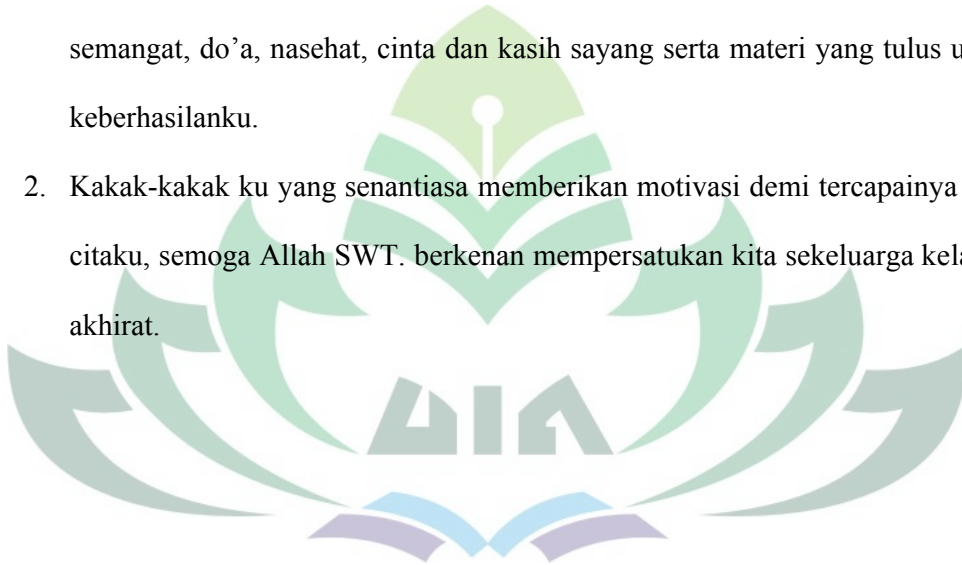 semangat, do’a, nasehat, cinta dan kasih sayang serta materi yang tulus
keberhasilanku.
2. Kakak-kakak ku yang senantiasa memberikan motivasi demi tercapainya
citaku, semoga Allah SWT. berkenan mempersatukan kita sekeluarga
akhirat.
UIN